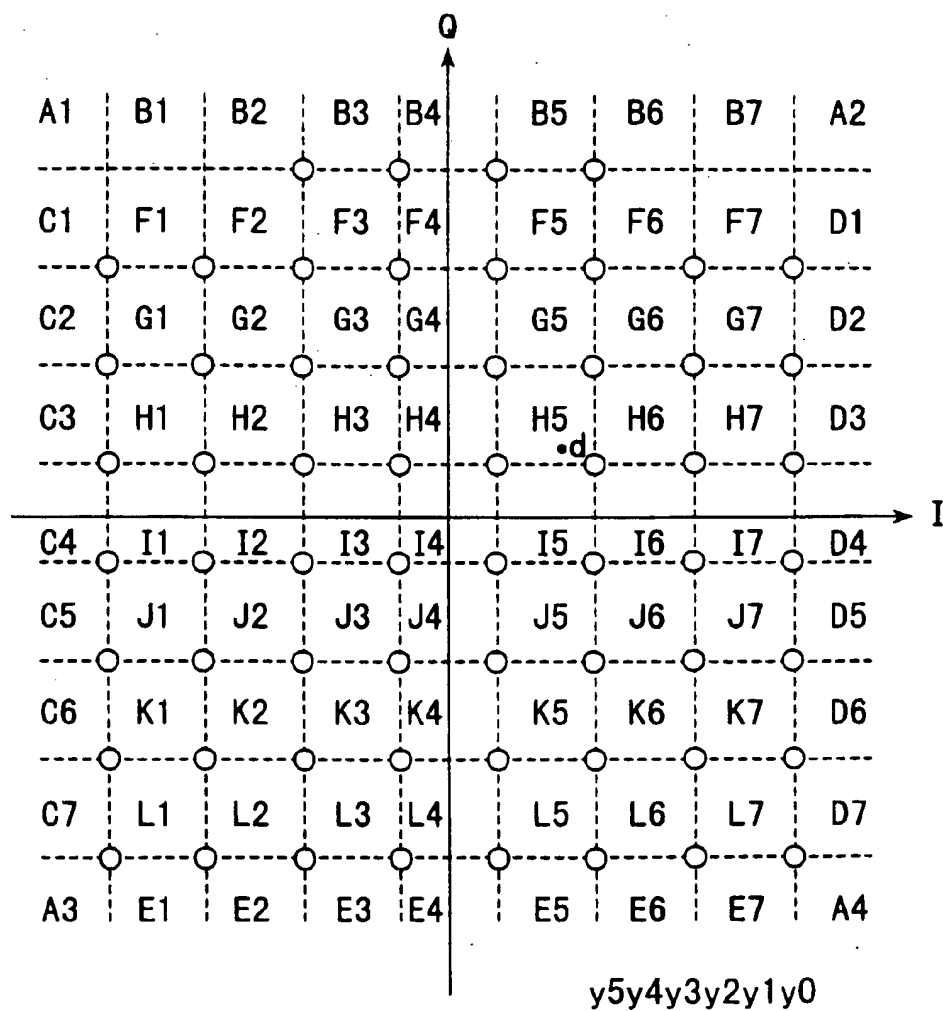 Q
A1 B1 B2 B3 B4 B5 B6 B7 A2
C1 F1 F2 F3 F4 F5 F6 F7 D1
C2 G1 G2 G3 G4 G5 G6 G7 D2
C3 H1 H2 H3 H4 H5 H6 H7 D3
d
I
C4 I1 I2 I3 I4 I5 I6 I7 D4
C5 J1 J2 J3 J4 J5 J6 J7 D5
C6 K1 K2 K3 K4 K5 K6 K7 D6
C7 L1 L2 L3 L4 L5 L6 L7 D7
A3 E1 E2 E3 E4 E5 E6 E7 A4
y5y4y3y2y1y0